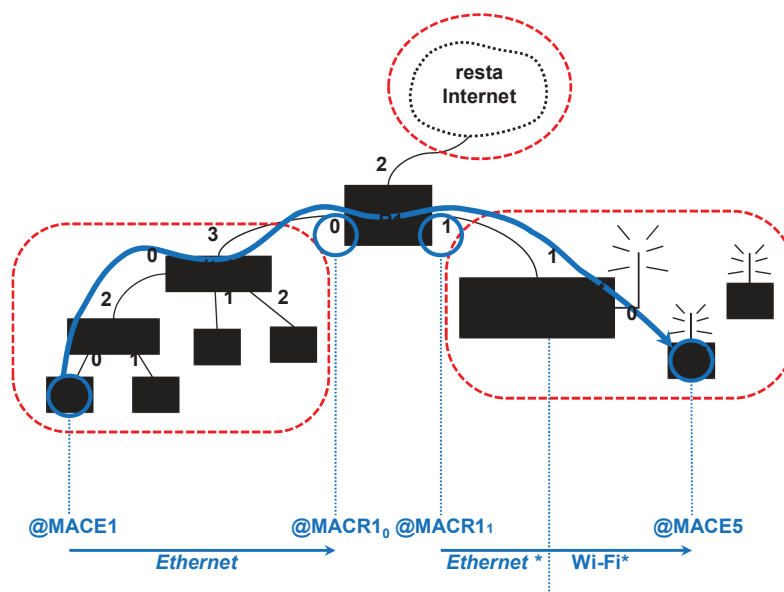 resta
Internet
2
3
0
1
0
1
2
1
2
0
0
1
@MACE1
@MACR1₀
@MACR1₁
@MACE5
Ethernet
Ethernet *
Wi-Fi*